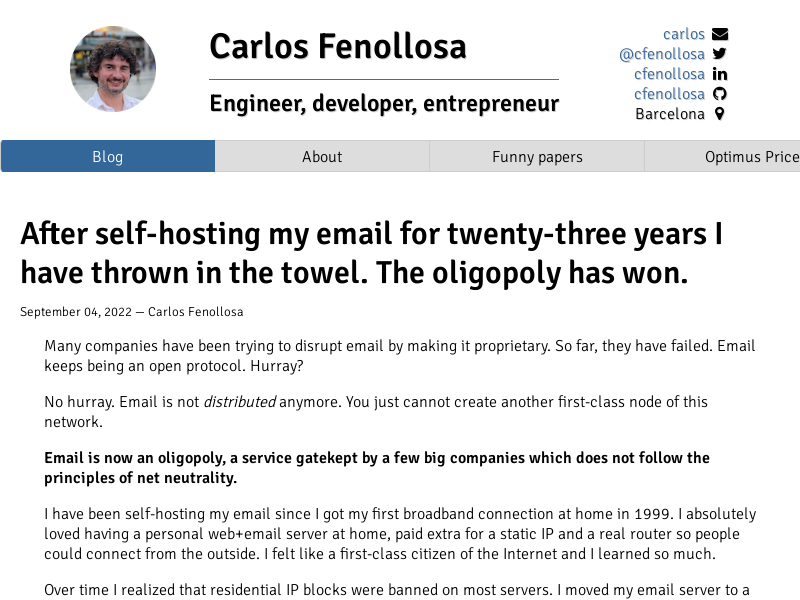 Carlos Fenollosa
Engineer, developer, entrepreneur
carlos
@cfenollosa
cfenollosa
cfenollosa
Barcelona
Blog
About
Funny papers
Optimus Price
After self-hosting my email for twenty-three years I
have thrown in the towel. The oligopoly has won.
September 04, 2022 — Carlos Fenollosa
Many companies have been trying to disrupt email by making it proprietary. So far, they have failed. Email
keeps being an open protocol. Hurray?
No hurray. Email is not distributed anymore. You just cannot create another first-class node of this
network.
Email is now an oligopoly, a service gatekept by a few big companies which does not follow the
principles of net neutrality.
I have been self-hosting my email since I got my first broadband connection at home in 1999. I absolutely
loved having a personal web+email server at home, paid extra for a static IP and a real router so people
could connect from the outside. I felt like a first-class citizen of the Internet and I learned so much.
Over time I realized that residential IP blocks were banned on most servers. I moved my email server to a